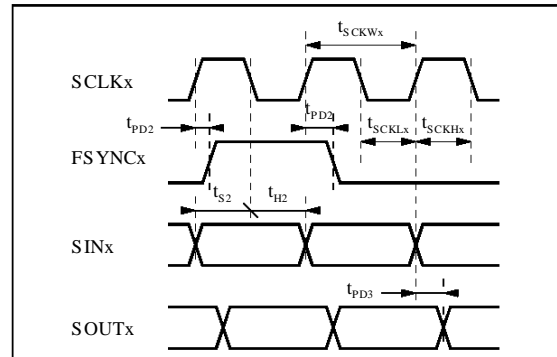 tSCKWx
SCLKx
tPD2
tPD2
tSCKLx
tSCKHx
FSYNCx
tS2
tH2
SINx
tPD3
SOUTx